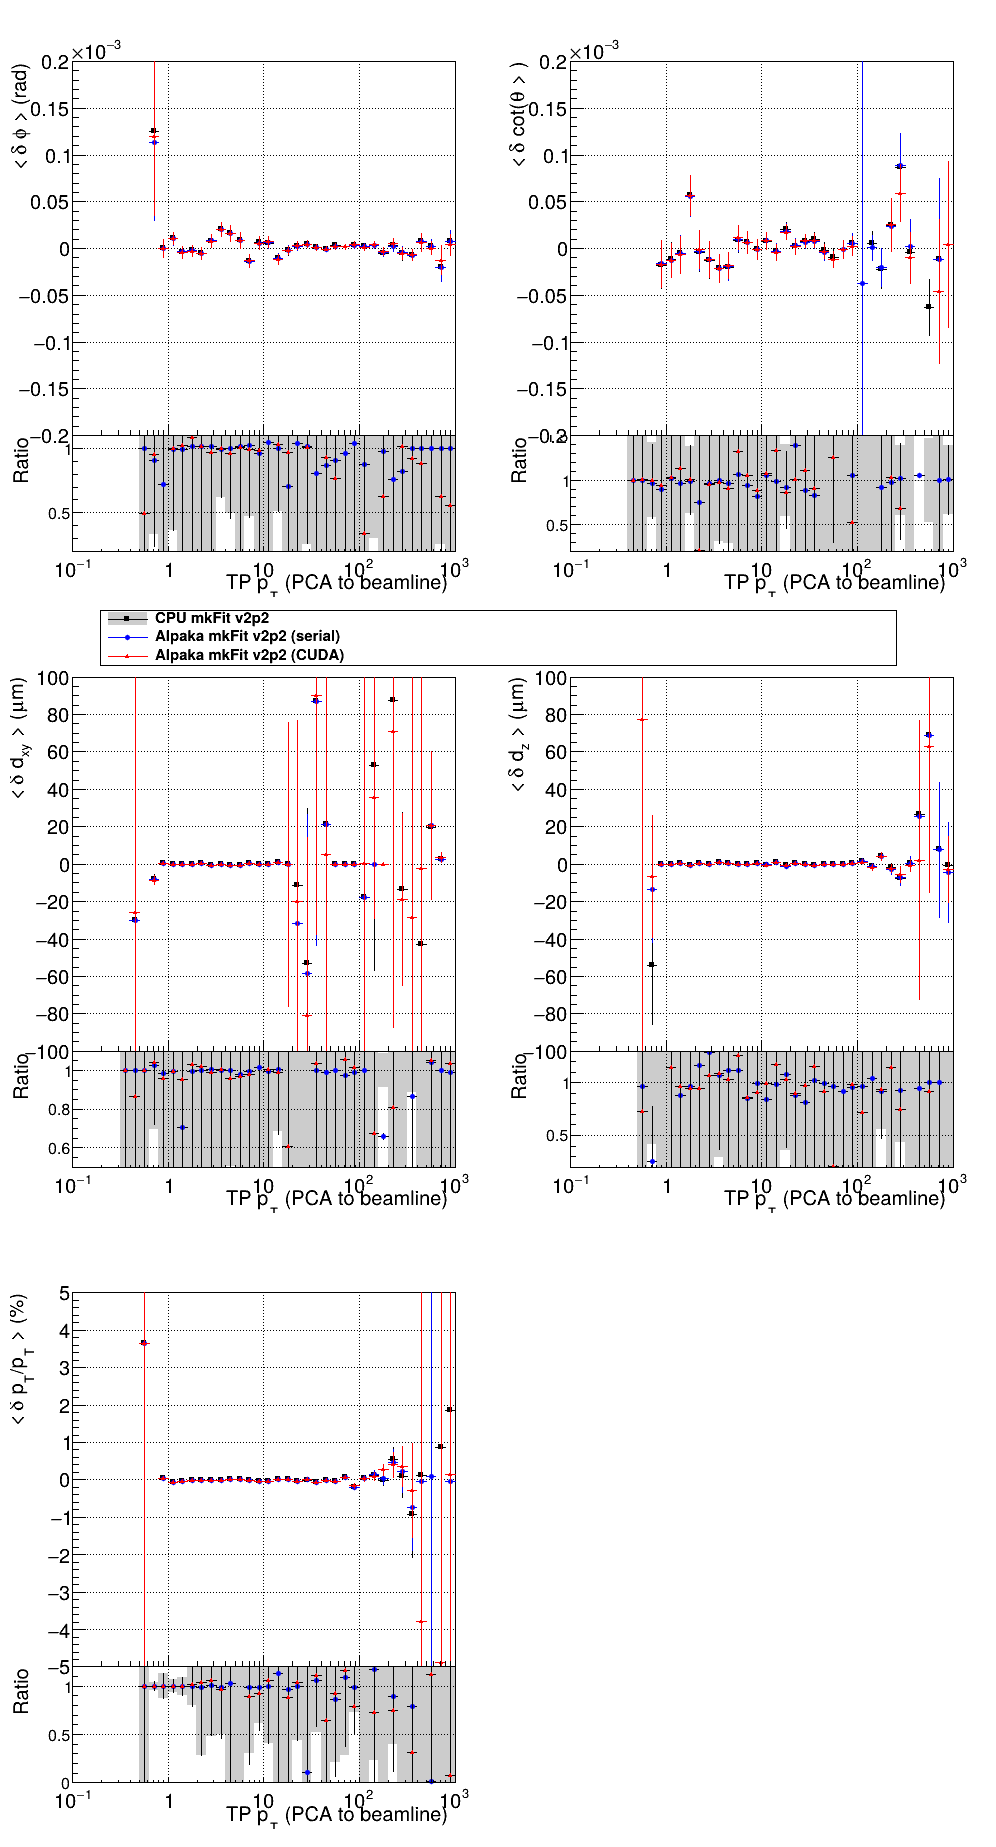 ×10⁻³
< δ φ > (rad)
0.2
0.15
0.1
0.05
0
−0.05
−0.1
−0.15
−0.2
Ratio
1
0.5
10⁻¹ 1 10 10² 10³
TP p_T (PCA to beamline)
×10⁻³
< δ cot(θ > )
0.2
0.15
0.1
0.05
0
−0.05
−0.1
−0.15
−0.2
Ratio
1
0.5
10⁻¹ 1 10 10² 10³
TP p_T (PCA to beamline)
CPU mkFit v2p2
Alpaka mkFit v2p2 (serial)
Alpaka mkFit v2p2 (CUDA)
< δ d_xy > (μm)
100
80
60
40
20
0
−20
−40
−60
−80
−100
Ratio
1
0.8
0.6
10⁻¹ 1 10 10² 10³
TP p_T (PCA to beamline)
< δ d_z > (μm)
100
80
60
40
20
0
−20
−40
−60
−80
−100
Ratio
1
0.5
10⁻¹ 1 10 10² 10³
TP p_T (PCA to beamline)
< δ p_T/p_T > (%)
5
4
3
2
1
0
−1
−2
−3
−4
−5
Ratio
1
0.5
0
10⁻¹ 1 10 10² 10³
TP p_T (PCA to beamline)